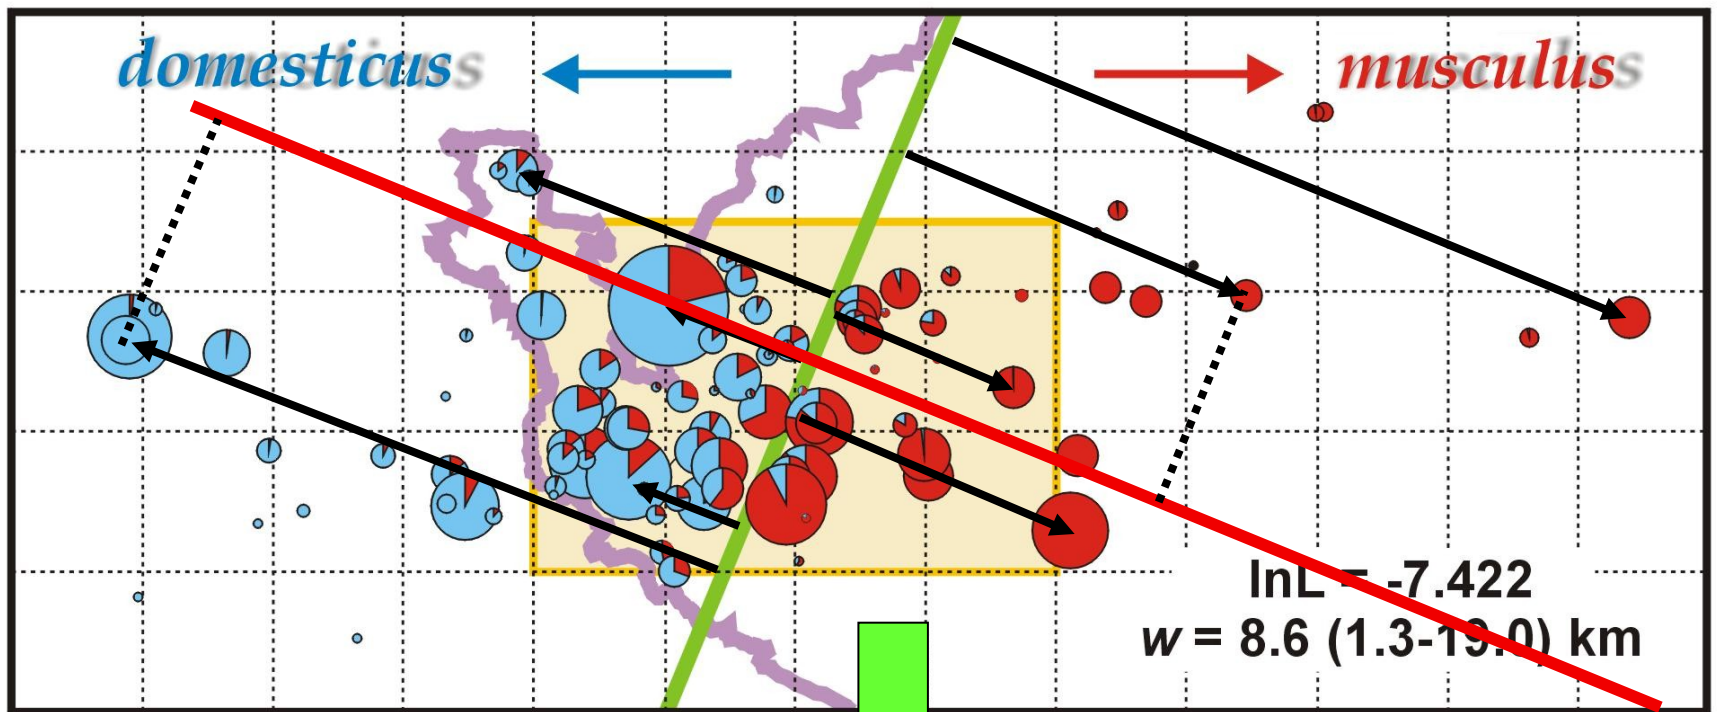 domesticus
musculus
lnL = -7.422
w = 8.6 (1.3-19.0) km